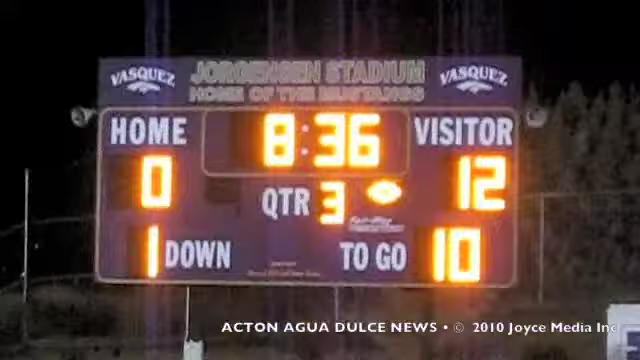 VASQUEZ JORGENSEN STADIUM VASQUEZ
HOME OF THE MUSTANGS
HOME 8:36 VISITOR
0 QTR 3 12
1 DOWN TO GO 10
ACTON AGUA DULCE NEWS • © 2010 Joyce Media Inc